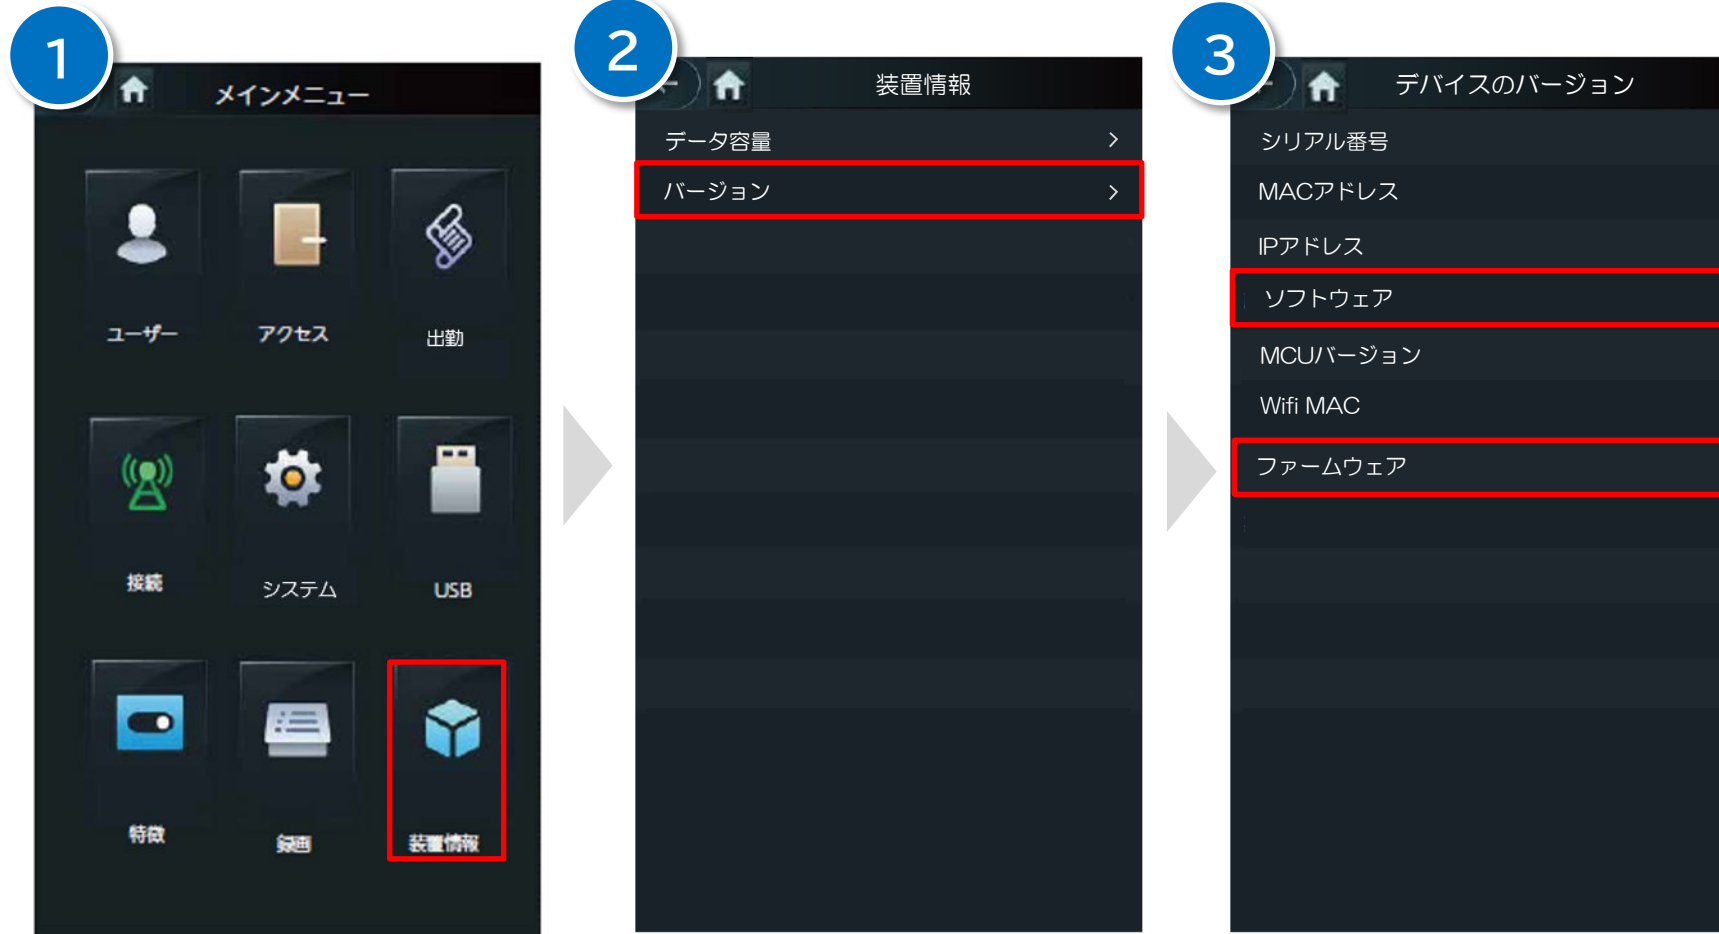 1
メインメニュー
ユーザー
アクセス
出勤
接続
システム
USB
特徴
録画
装置情報
2
装置情報
データ容量
バージョン
3
デバイスのバージョン
シリアル番号
MACアドレス
IPアドレス
ソフトウェア
MCUバージョン
Wifi MAC
ファームウェア